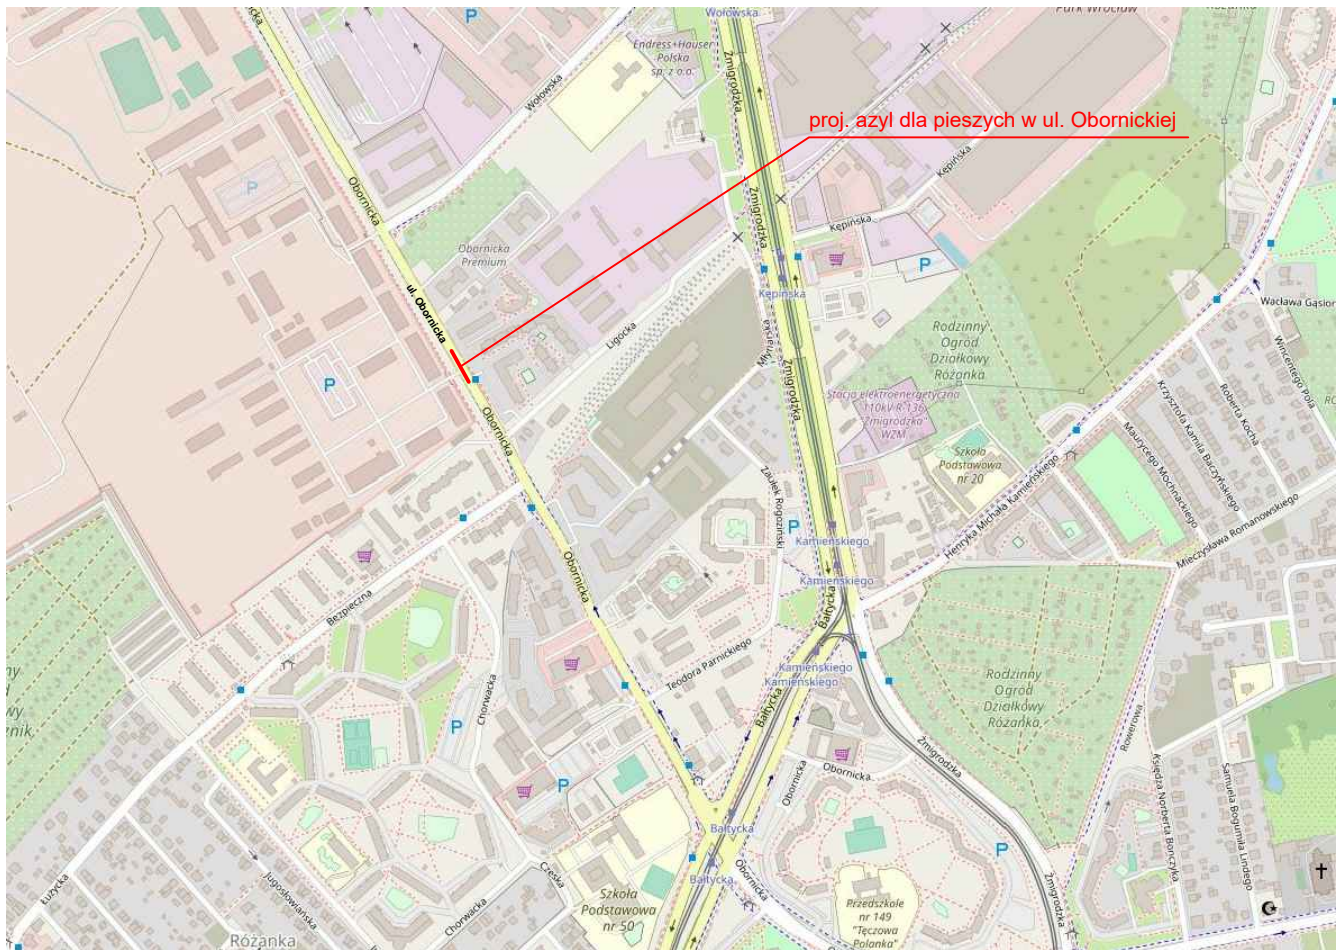 Wołowska
Park Wrocław
Różanka
Obornicka
Endress+Hauser
Polska
sp. z o.o.
Żmigrodzka
Wołowska
proj. azyl dla pieszych w ul. Obornickiej
P
Kępińska
Obornicka
P
Żmigrodzka
Kępińska
Obornicka
Premium
P
Kępińska
ul. Obornicka
Ligocka
Młynarska
Rodzinny
Ogród
Działkowy
Różanka
Wacława Gąsior
Wincentego Pola
P
Żmigrodzka
Stacja elektroenergetyczna
110kV R-136
Żmigrodzka
WZM
Roberta Kocha
Krzysztofa Kamila Baczyńskiego
Maurycego Mochnackiego
Obornicka
Szkoła
Podstawowa
nr 20
Zaułek Rogoziński
P
Henryka Michała Kamieńskiego
Mieczysława Romanowskiego
Kamieńskiego
Kamieńskiego
Obornicka
Bezpieczna
Bałtycka
Teodora Parnickiego
Kamieńskiego
Kamieńskiego
Rodzinny
Ogród
Działkowy
Różanka
Chorwacka
P
Bałtycka
Rowerowa
Żmigrodzka
Obornicka
Obornicka
P
Księdza Norberta Bonczyka
Samuela Bogumiła Lindego
Bałtycka
P
Bałtycka
Obornicka
Czeska
Łużycka
Jugosłowiańska
Chorwacka
Szkoła
Podstawowa
nr 50
Przedszkole
nr 149
"Tęczowa
Polanka"
Żmigrodzka
Różanka